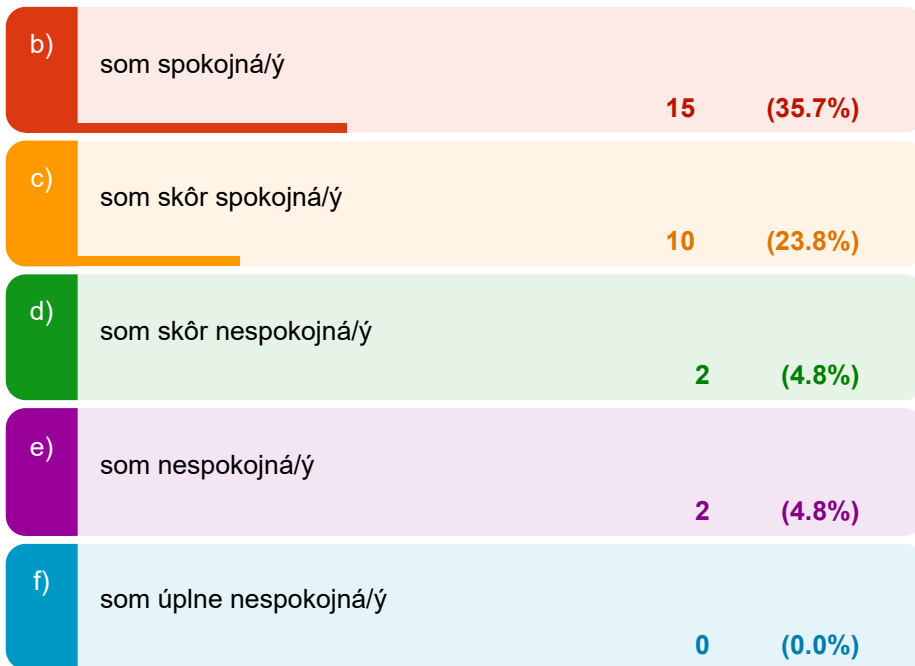 b)
som spokojná/ý
15 (35.7%)
c)
som skôr spokojná/ý
10 (23.8%)
d)
som skôr nespokojná/ý
2 (4.8%)
e)
som nespokojná/ý
2 (4.8%)
f)
som úplne nespokojná/ý
0 (0.0%)